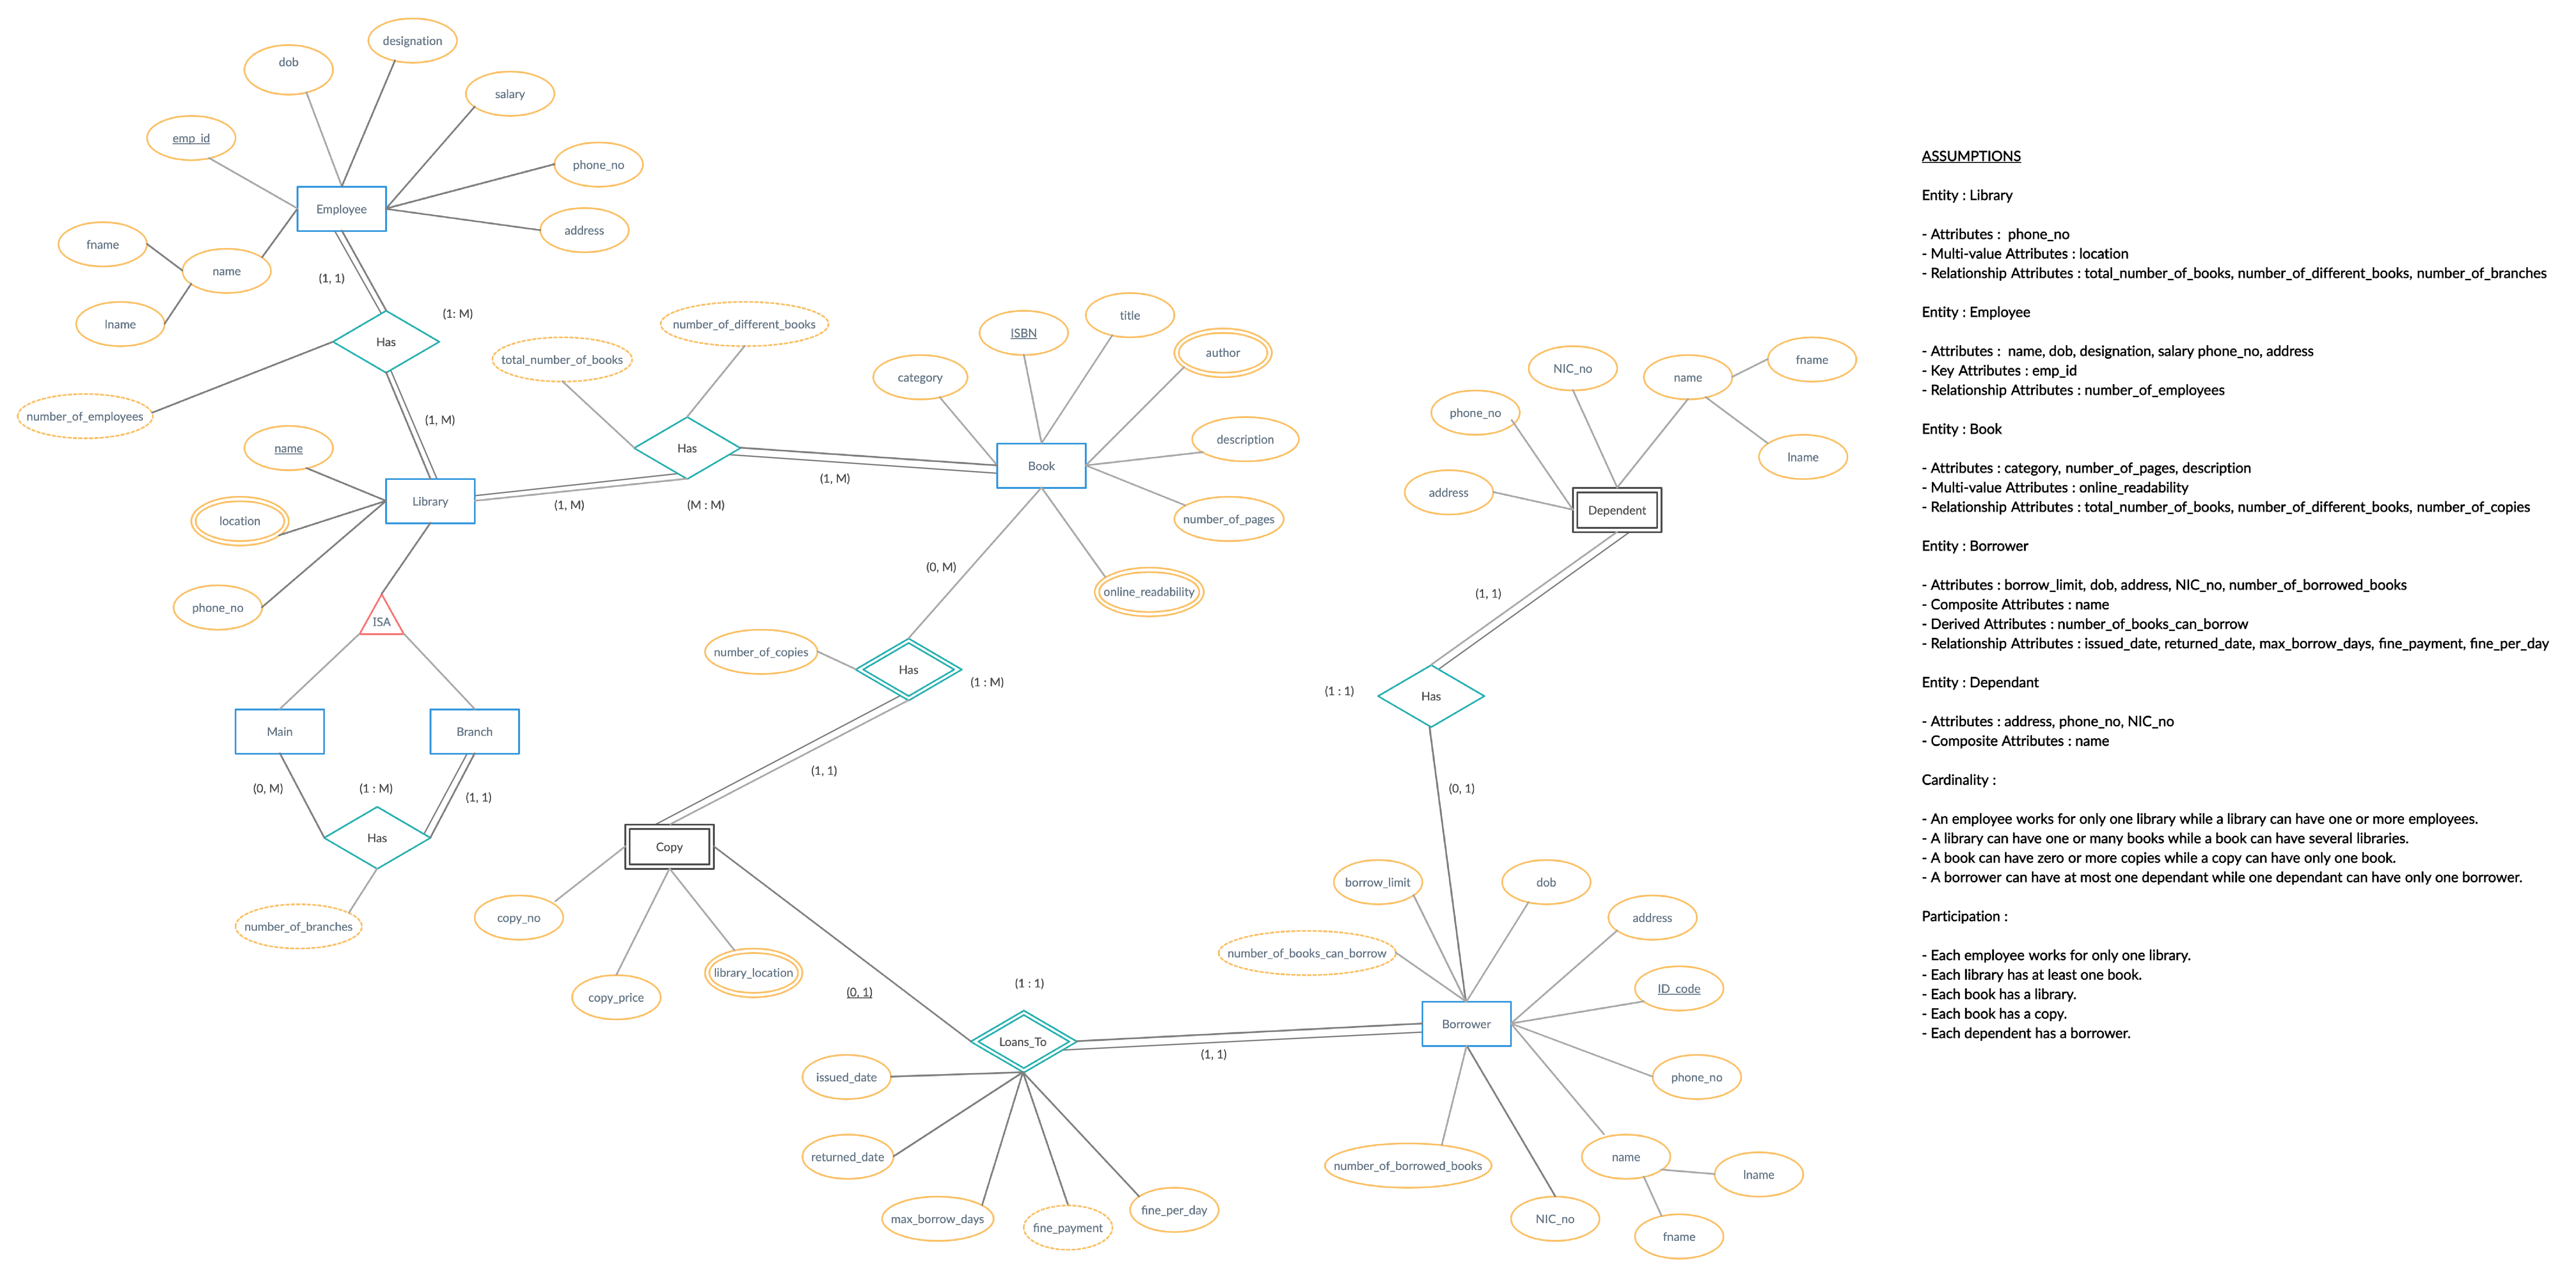 designation
dob
salary
emp_id
phone_no
Employee
address
fname
name
lname
(1, 1)
(1: M)
Has
number_of_employees
(1, M)
number_of_different_books
total_number_of_books
Has
(1, M)
(M : M)
(1, M)
name
Library
location
phone_no
ISA
Main
Branch
(0, M)
(1 : M)
(1, 1)
Has
number_of_branches
ISBN
title
author
category
description
Book
number_of_pages
online_readability
(0, M)
number_of_copies
Has
(1 : M)
(1, 1)
Copy
copy_no
copy_price
library_location
(0, 1)
(1 : 1)
Loans_To
(1, 1)
issued_date
returned_date
max_borrow_days
fine_payment
fine_per_day
NIC_no
name
fname
lname
phone_no
address
Dependent
(1, 1)
(1 : 1)
Has
(0, 1)
borrow_limit
dob
address
number_of_books_can_borrow
ID_code
Borrower
phone_no
number_of_borrowed_books
name
lname
fname
NIC_no
ASSUMPTIONS
Entity : Library
- Attributes : phone_no
- Multi-value Attributes : location
- Relationship Attributes : total_number_of_books, number_of_different_books, number_of_branches
Entity : Employee
- Attributes : name, dob, designation, salary phone_no, address
- Key Attributes : emp_id
- Relationship Attributes : number_of_employees
Entity : Book
- Attributes : category, number_of_pages, description
- Multi-value Attributes : online_readability
- Relationship Attributes : total_number_of_books, number_of_different_books, number_of_copies
Entity : Borrower
- Attributes : borrow_limit, dob, address, NIC_no, number_of_borrowed_books
- Composite Attributes : name
- Derived Attributes : number_of_books_can_borrow
- Relationship Attributes : issued_date, returned_date, max_borrow_days, fine_payment, fine_per_day
Entity : Dependant
- Attributes : address, phone_no, NIC_no
- Composite Attributes : name
Cardinality :
- An employee works for only one library while a library can have one or more employees.
- A library can have one or many books while a book can have several libraries.
- A book can have zero or more copies while a copy can have only one book.
- A borrower can have at most one dependant while one dependant can have only one borrower.
Participation :
- Each employee works for only one library.
- Each library has at least one book.
- Each book has a library.
- Each book has a copy.
- Each dependent has a borrower.